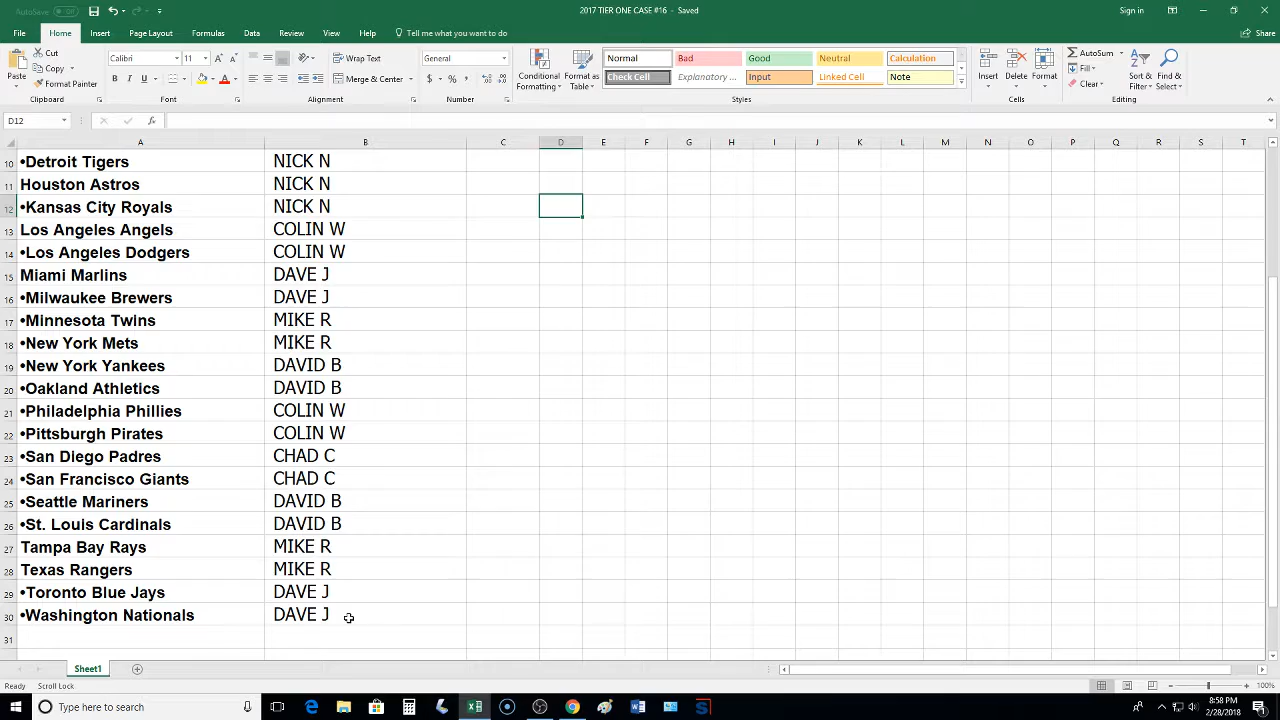 AutoSave Off
2017 TIER ONE CASE #16 - Saved
Sign in
File Home Insert Page Layout Formulas Data Review View Help Tell me what you want to do Share
Paste
Cut
Copy
Format Painter
Clipboard
Calibri 11
B I U
Font
Wrap Text
Merge & Center
Alignment
General
$ % ,
Number
Conditional Formatting
Format as Table
Normal Bad Good Neutral Calculation
Check Cell Explanatory ... Input Linked Cell Note
Styles
Insert Delete Format
Cells
AutoSum
Fill
Clear
Sort & Filter
Find & Select
Editing
D12 fx
A B C D E F G H I J K L M N O P Q R S T
10 •Detroit Tigers NICK N
11 Houston Astros NICK N
12 •Kansas City Royals NICK N
13 Los Angeles Angels COLIN W
14 •Los Angeles Dodgers COLIN W
15 Miami Marlins DAVE J
16 •Milwaukee Brewers DAVE J
17 •Minnesota Twins MIKE R
18 •New York Mets MIKE R
19 •New York Yankees DAVID B
20 •Oakland Athletics DAVID B
21 •Philadelphia Phillies COLIN W
22 •Pittsburgh Pirates COLIN W
23 •San Diego Padres CHAD C
24 •San Francisco Giants CHAD C
25 •Seattle Mariners DAVID B
26 •St. Louis Cardinals DAVID B
27 Tampa Bay Rays MIKE R
28 Texas Rangers MIKE R
29 •Toronto Blue Jays DAVE J
30 •Washington Nationals DAVE J
31
Sheet1
Ready Scroll Lock 100%
Type here to search
8:58 PM
2/28/2018